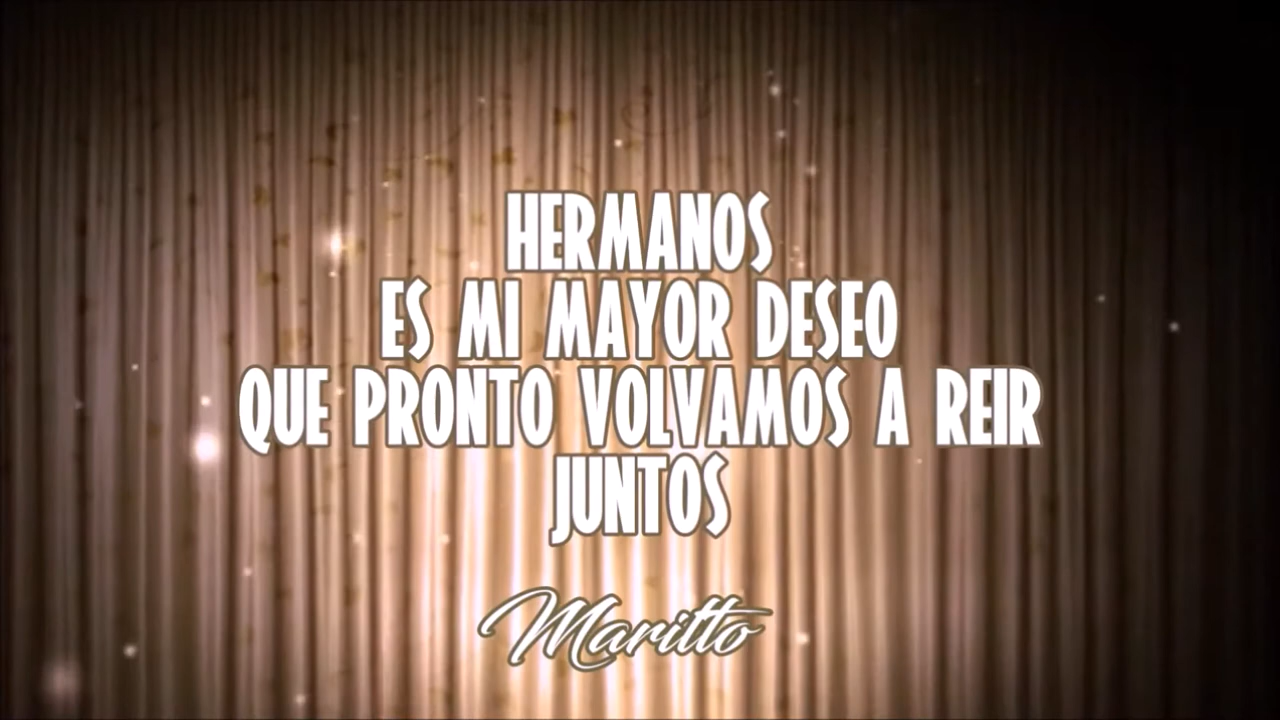 HERMANOS
ES MI MAYOR DESEO
QUE PRONTO VOLVAMOS A REIR
JUNTOS
Maritto